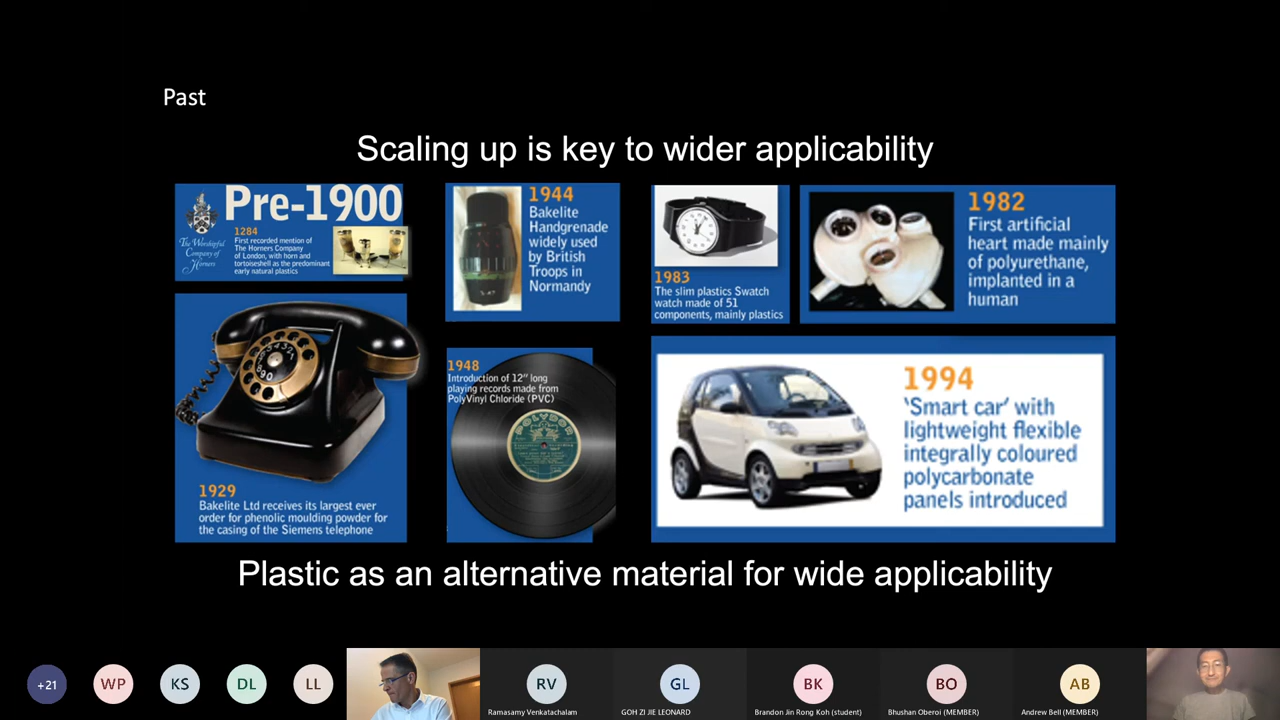 Past
Scaling up is key to wider applicability
The Worshipful
Company of
Horners
Pre-1900
1284
First recorded mention of
The Horners Company
of London, with horn and
tortoiseshell as the predominant
early natural plastics
1944
Bakelite
Handgrenade
widely used
by British
Troops in
Normandy
1983
The slim plastics Swatch
watch made of 51
components, mainly plastics
1982
First artificial
heart made mainly
of polyurethane,
implanted in a
human
1929
Bakelite Ltd receives its largest ever
order for phenolic moulding powder for
the casing of the Siemens telephone
1948
Introduction of 12" long
playing records made from
PolyVinyl Chloride (PVC)
POLYDOR
1994
'Smart car' with
lightweight flexible
integrally coloured
polycarbonate
panels introduced
Plastic as an alternative material for wide applicability
+21
WP
KS
DL
LL
RV
Ramasamy Venkatachalam
GL
GOH ZI JIE LEONARD
BK
Brandon Jin Rong Koh (student)
BO
Bhushan Oberoi (MEMBER)
AB
Andrew Bell (MEMBER)